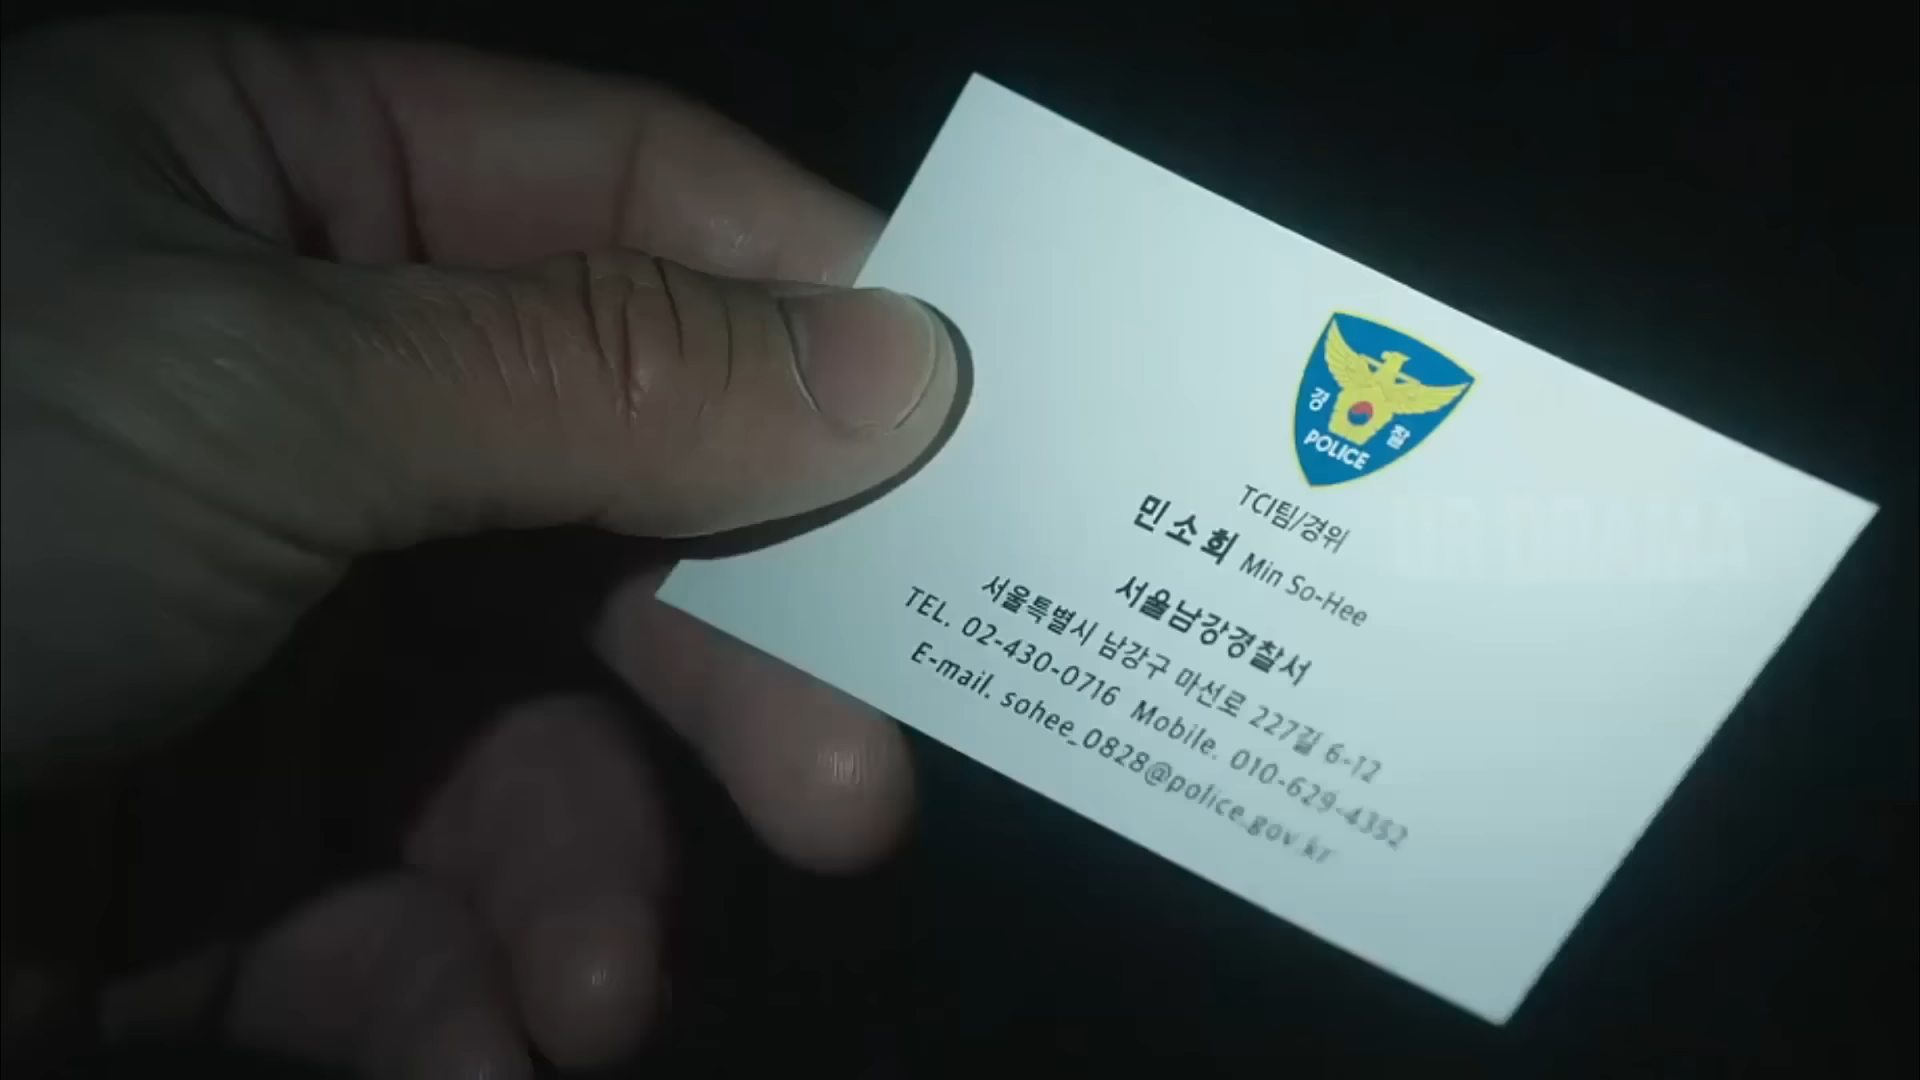 경 찰
POLICE
TCI팀/경위
민소희 Min So-Hee
서울남강경찰서
서울특별시 남강구 마선로 227길 6-12
TEL. 02-430-0716 Mobile. 010-629-4352
E-mail. sohee_0828@police.gov.kr